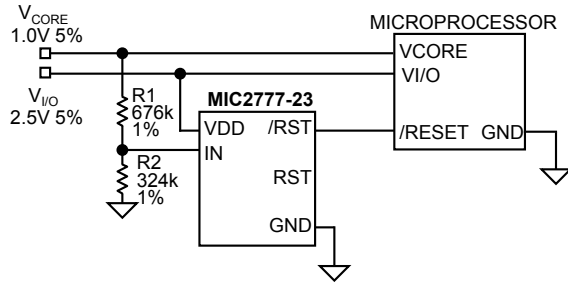 VCORE
1.0V 5%
VI/O
2.5V 5%
R1
676k
1%
R2
324k
1%
MIC2777-23
VDD
/RST
IN
RST
GND
MICROPROCESSOR
VCORE
VI/O
/RESET
GND